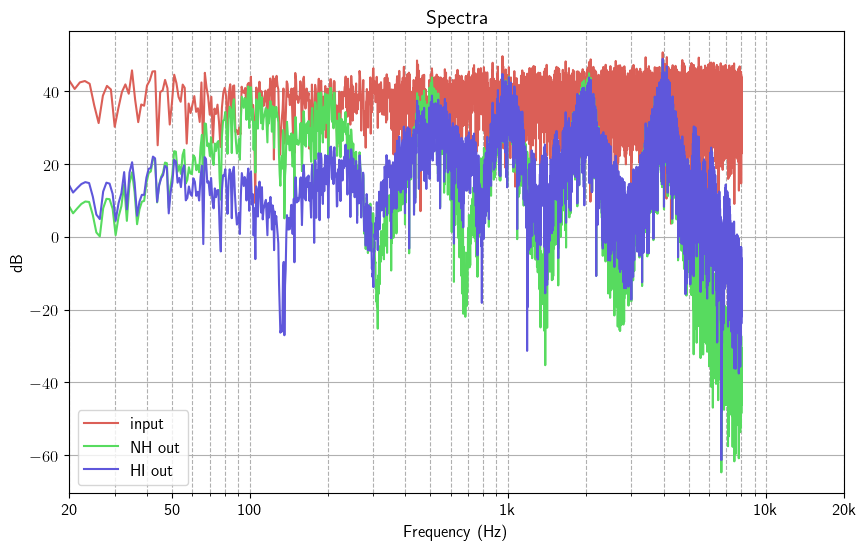 Spectra
dB
40
20
0
−20
−40
−60
input
NH out
HI out
20 50 100 1k 10k 20k
Frequency (Hz)